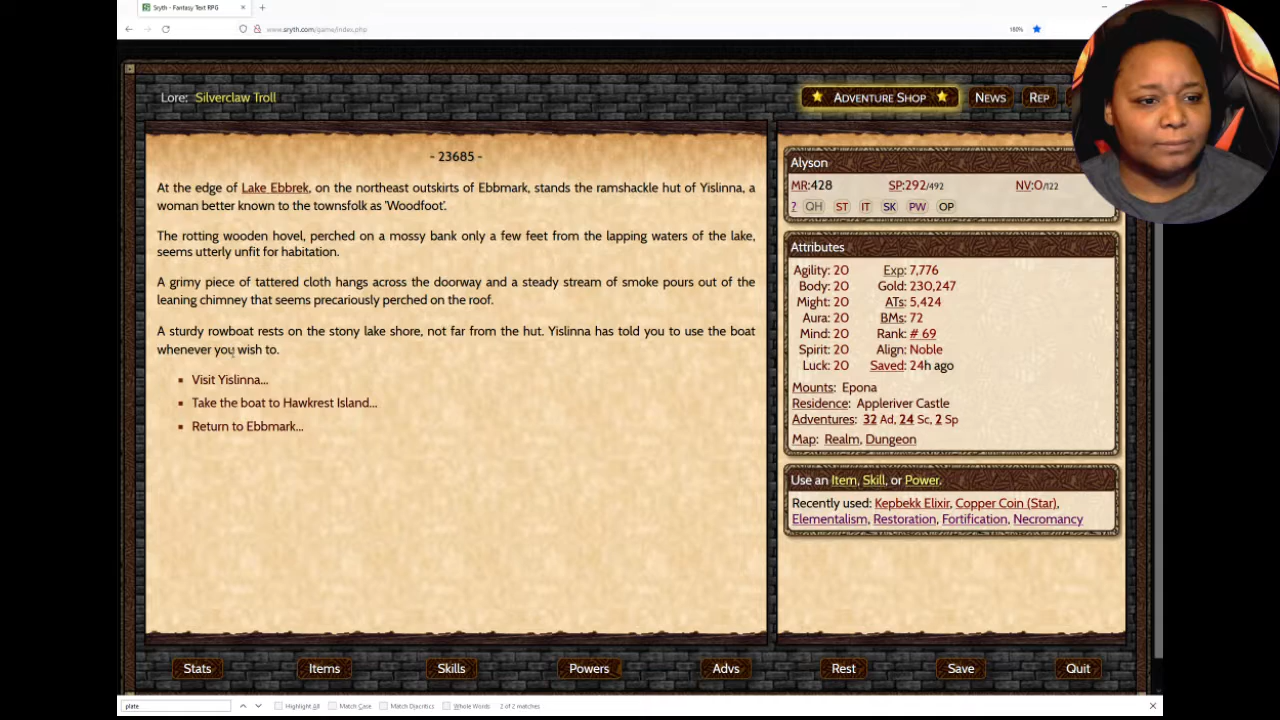 Sryth - Fantasy Text RPG
www.sryth.com/game/index.php
160%
Lore: Silverclaw Troll
ADVENTURE SHOP
NEWS
REP
- 23685 -
At the edge of Lake Ebbrek, on the northeast outskirts of Ebbmark, stands the ramshackle hut of Yislinna, a
woman better known to the townsfolk as 'Woodfoot'.
The rotting wooden hovel, perched on a mossy bank only a few feet from the lapping waters of the lake,
seems utterly unfit for habitation.
A grimy piece of tattered cloth hangs across the doorway and a steady stream of smoke pours out of the
leaning chimney that seems precariously perched on the roof.
A sturdy rowboat rests on the stony lake shore, not far from the hut. Yislinna has told you to use the boat
whenever you wish to.
Visit Yislinna...
Take the boat to Hawkrest Island...
Return to Ebbmark...
Alyson
MR:428 SP:292/492 NV:0/122
? QH ST IT SK PW OP
Attributes
Agility: 20 Exp: 7,776
Body: 20 Gold: 230,247
Might: 20 ATs: 5,424
Aura: 20 BMs: 72
Mind: 20 Rank: # 69
Spirit: 20 Align: Noble
Luck: 20 Saved: 24h ago
Mounts: Epona
Residence: Appleriver Castle
Adventures: 32 Ad, 24 Sc, 2 Sp
Map: Realm, Dungeon
Use an Item, Skill, or Power.
Recently used: Kepbekk Elixir, Copper Coin (Star),
Elementalism, Restoration, Fortification, Necromancy
Stats Items Skills Powers Advs Rest Save Quit
plate Highlight All Match Case Match Diacritics Whole Words 2 of 2 matches